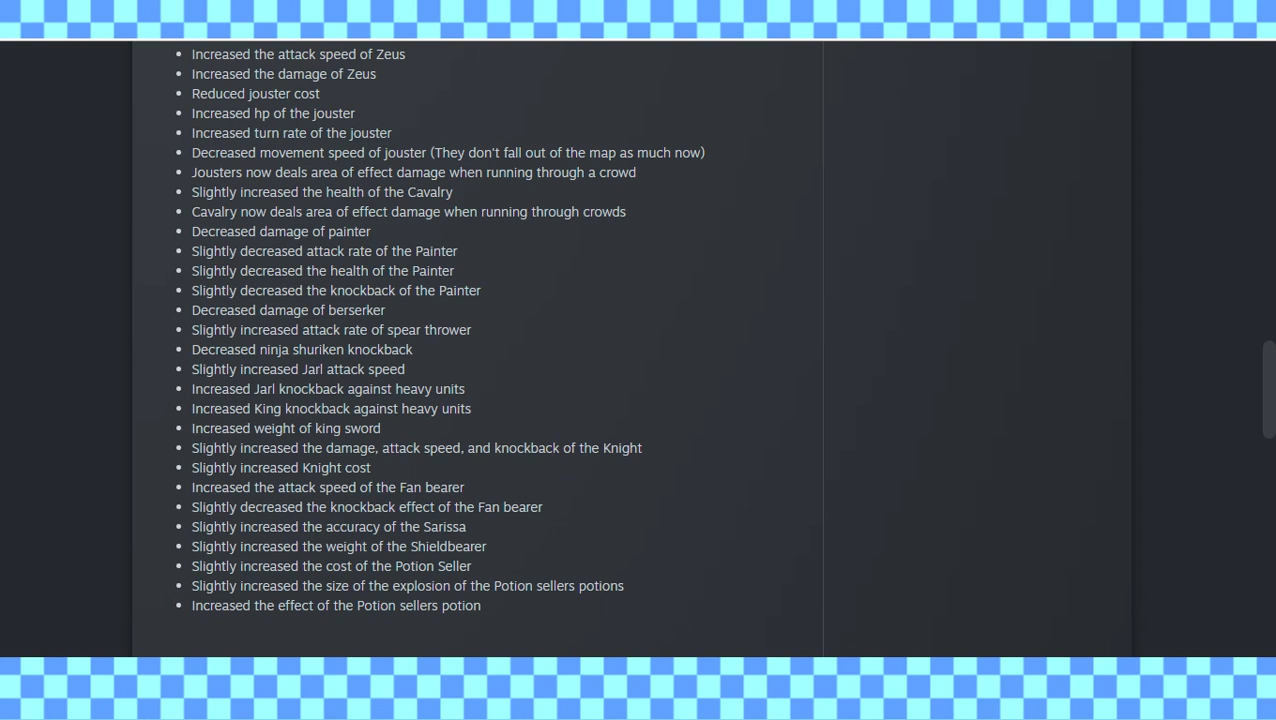 Increased the attack speed of Zeus
Increased the damage of Zeus
Reduced jouster cost
Increased hp of the jouster
Increased turn rate of the jouster
Decreased movement speed of jouster (They don't fall out of the map as much now)
Jousters now deals area of effect damage when running through a crowd
Slightly increased the health of the Cavalry
Cavalry now deals area of effect damage when running through crowds
Decreased damage of painter
Slightly decreased attack rate of the Painter
Slightly decreased the health of the Painter
Slightly decreased the knockback of the Painter
Decreased damage of berserker
Slightly increased attack rate of spear thrower
Decreased ninja shuriken knockback
Slightly increased Jarl attack speed
Increased Jarl knockback against heavy units
Increased King knockback against heavy units
Increased weight of king sword
Slightly increased the damage, attack speed, and knockback of the Knight
Slightly increased Knight cost
Increased the attack speed of the Fan bearer
Slightly decreased the knockback effect of the Fan bearer
Slightly increased the accuracy of the Sarissa
Slightly increased the weight of the Shieldbearer
Slightly increased the cost of the Potion Seller
Slightly increased the size of the explosion of the Potion sellers potions
Increased the effect of the Potion sellers potion